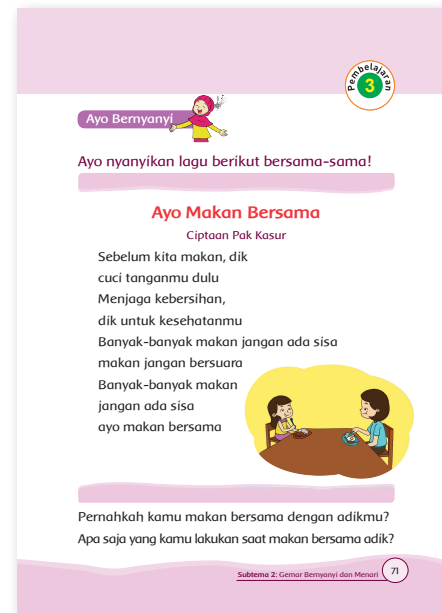 Pembelajaran
3
Ayo Bernyanyi
Ayo nyanyikan lagu berikut bersama-sama!
Ayo Makan Bersama
Ciptaan Pak Kasur
Sebelum kita makan, dik
cuci tanganmu dulu
Menjaga kebersihan,
dik untuk kesehatanmu
Banyak-banyak makan jangan ada sisa
makan jangan bersuara
Banyak-banyak makan
jangan ada sisa
ayo makan bersama
Pernahkah kamu makan bersama dengan adikmu?
Apa saja yang kamu lakukan saat makan bersama adik?
Subtema 2: Gemar Bernyanyi dan Menari
71